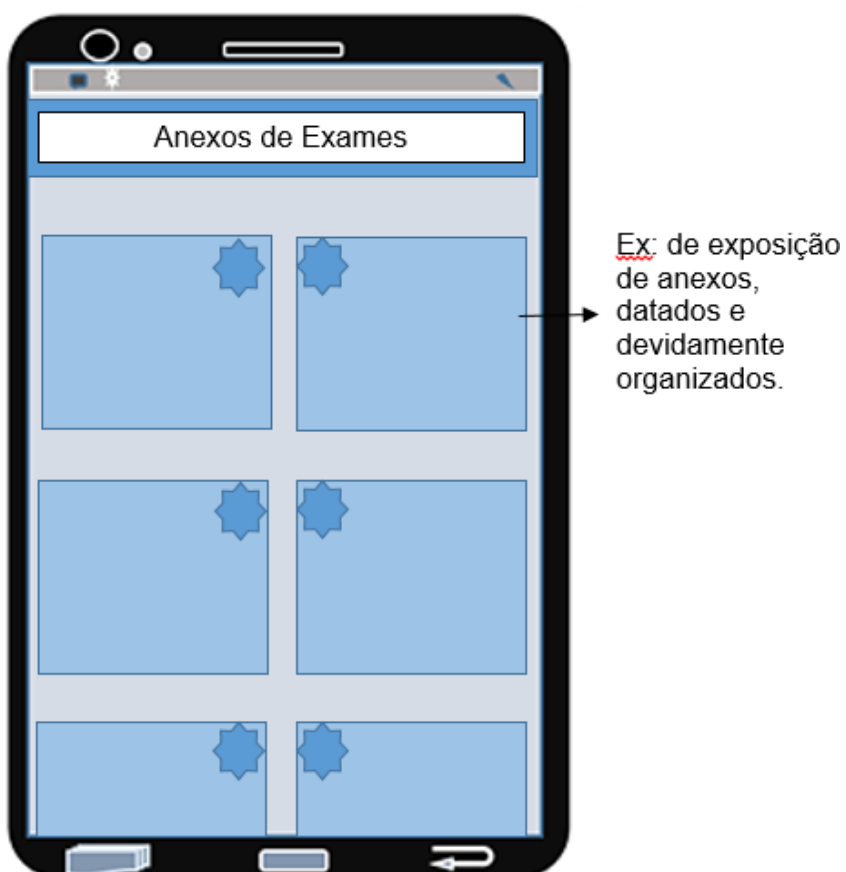 Anexos de Exames
Ex: de exposição
de anexos,
datados e
devidamente
organizados.